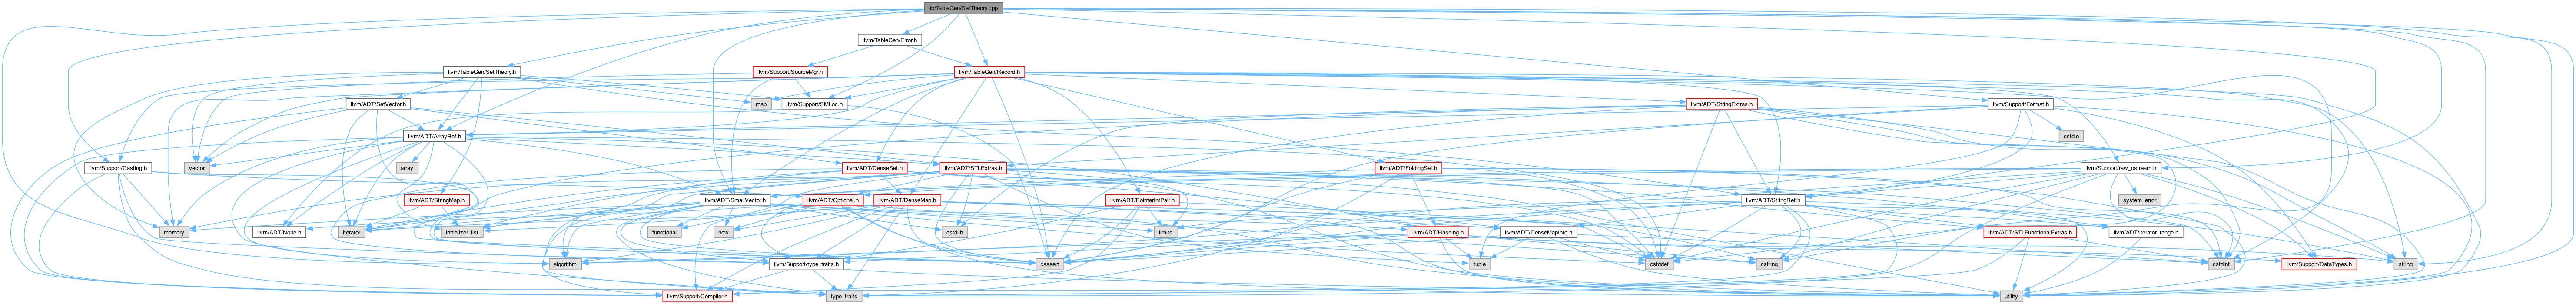 lib/TableGen/SetTheory.cpp
llvm/TableGen/Error.h
llvm/TableGen/SetTheory.h
llvm/Support/SourceMgr.h
llvm/TableGen/Record.h
llvm/ADT/SetVector.h
map
llvm/Support/SMLoc.h
llvm/ADT/StringExtras.h
llvm/Support/Format.h
llvm/ADT/ArrayRef.h
cstdio
llvm/Support/Casting.h
vector
array
llvm/ADT/DenseSet.h
llvm/ADT/STLExtras.h
llvm/ADT/FoldingSet.h
llvm/Support/raw_ostream.h
llvm/ADT/StringMap.h
llvm/ADT/SmallVector.h
llvm/ADT/Optional.h
llvm/ADT/DenseMap.h
llvm/ADT/PointerIntPair.h
llvm/ADT/StringRef.h
system_error
memory
llvm/ADT/None.h
iterator
initializer_list
functional
new
cstdlib
limits
llvm/ADT/DenseMapInfo.h
llvm/ADT/Hashing.h
llvm/ADT/STLFunctionalExtras.h
llvm/ADT/iterator_range.h
algorithm
llvm/Support/type_traits.h
cassert
tuple
cstddef
cstring
cstdint
llvm/Support/DataTypes.h
string
llvm/Support/Compiler.h
type_traits
utility